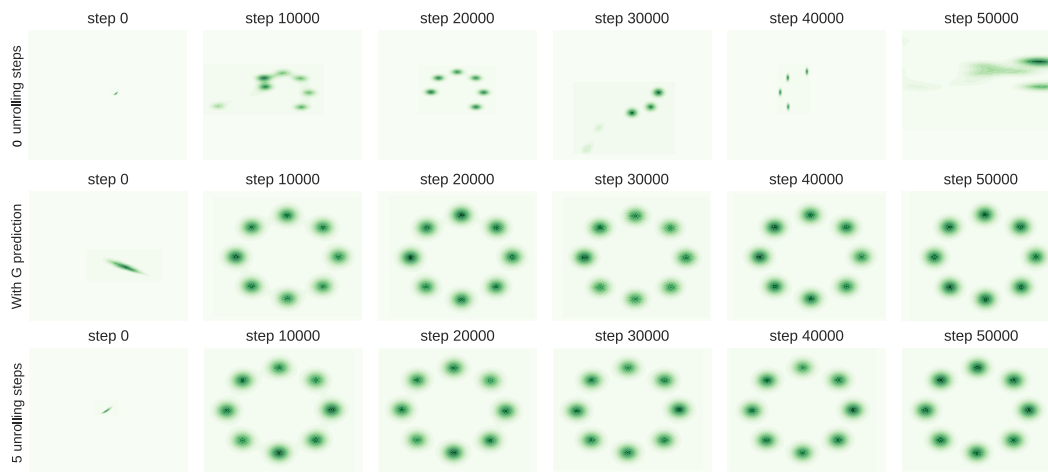 step 0 step 10000 step 20000 step 30000 step 40000 step 50000
0 unrolling steps
step 0 step 10000 step 20000 step 30000 step 40000 step 50000
With G prediction
step 0 step 10000 step 20000 step 30000 step 40000 step 50000
5 unrolling steps